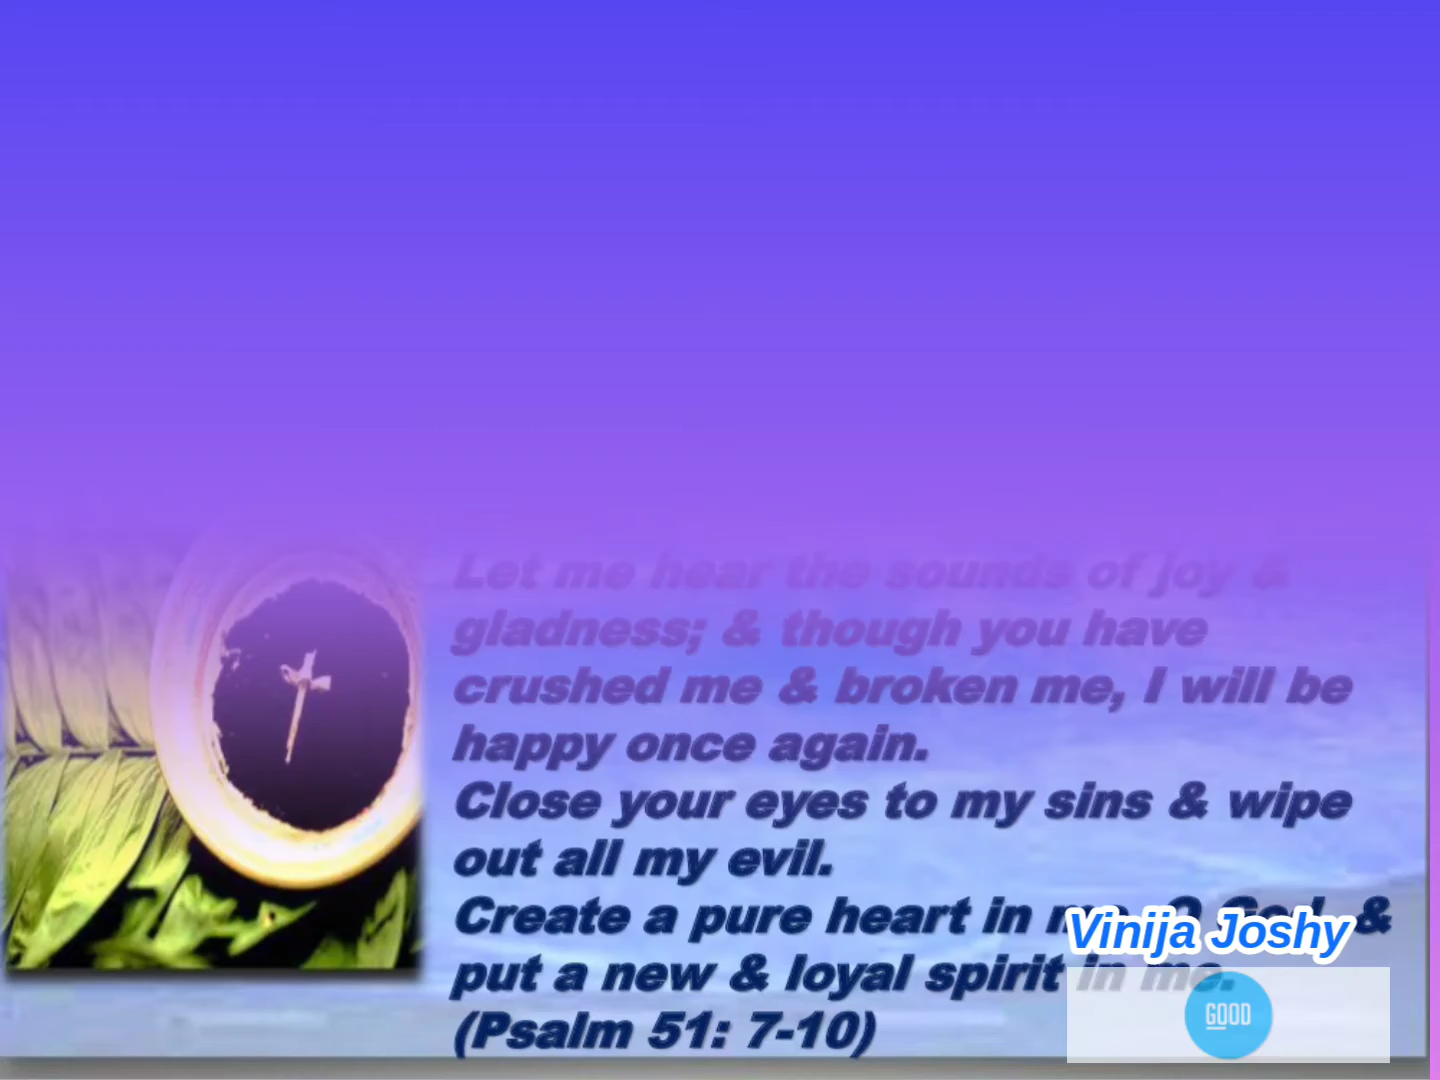 Let me hear the sounds of joy &
gladness; & though you have
crushed me & broken me, I will be
happy once again.
Close your eyes to my sins & wipe
out all my evil.
Create a pure heart in me O God &
put a new & loyal spirit in me.
(Psalm 51: 7-10)
Vinija Joshy
GOOD